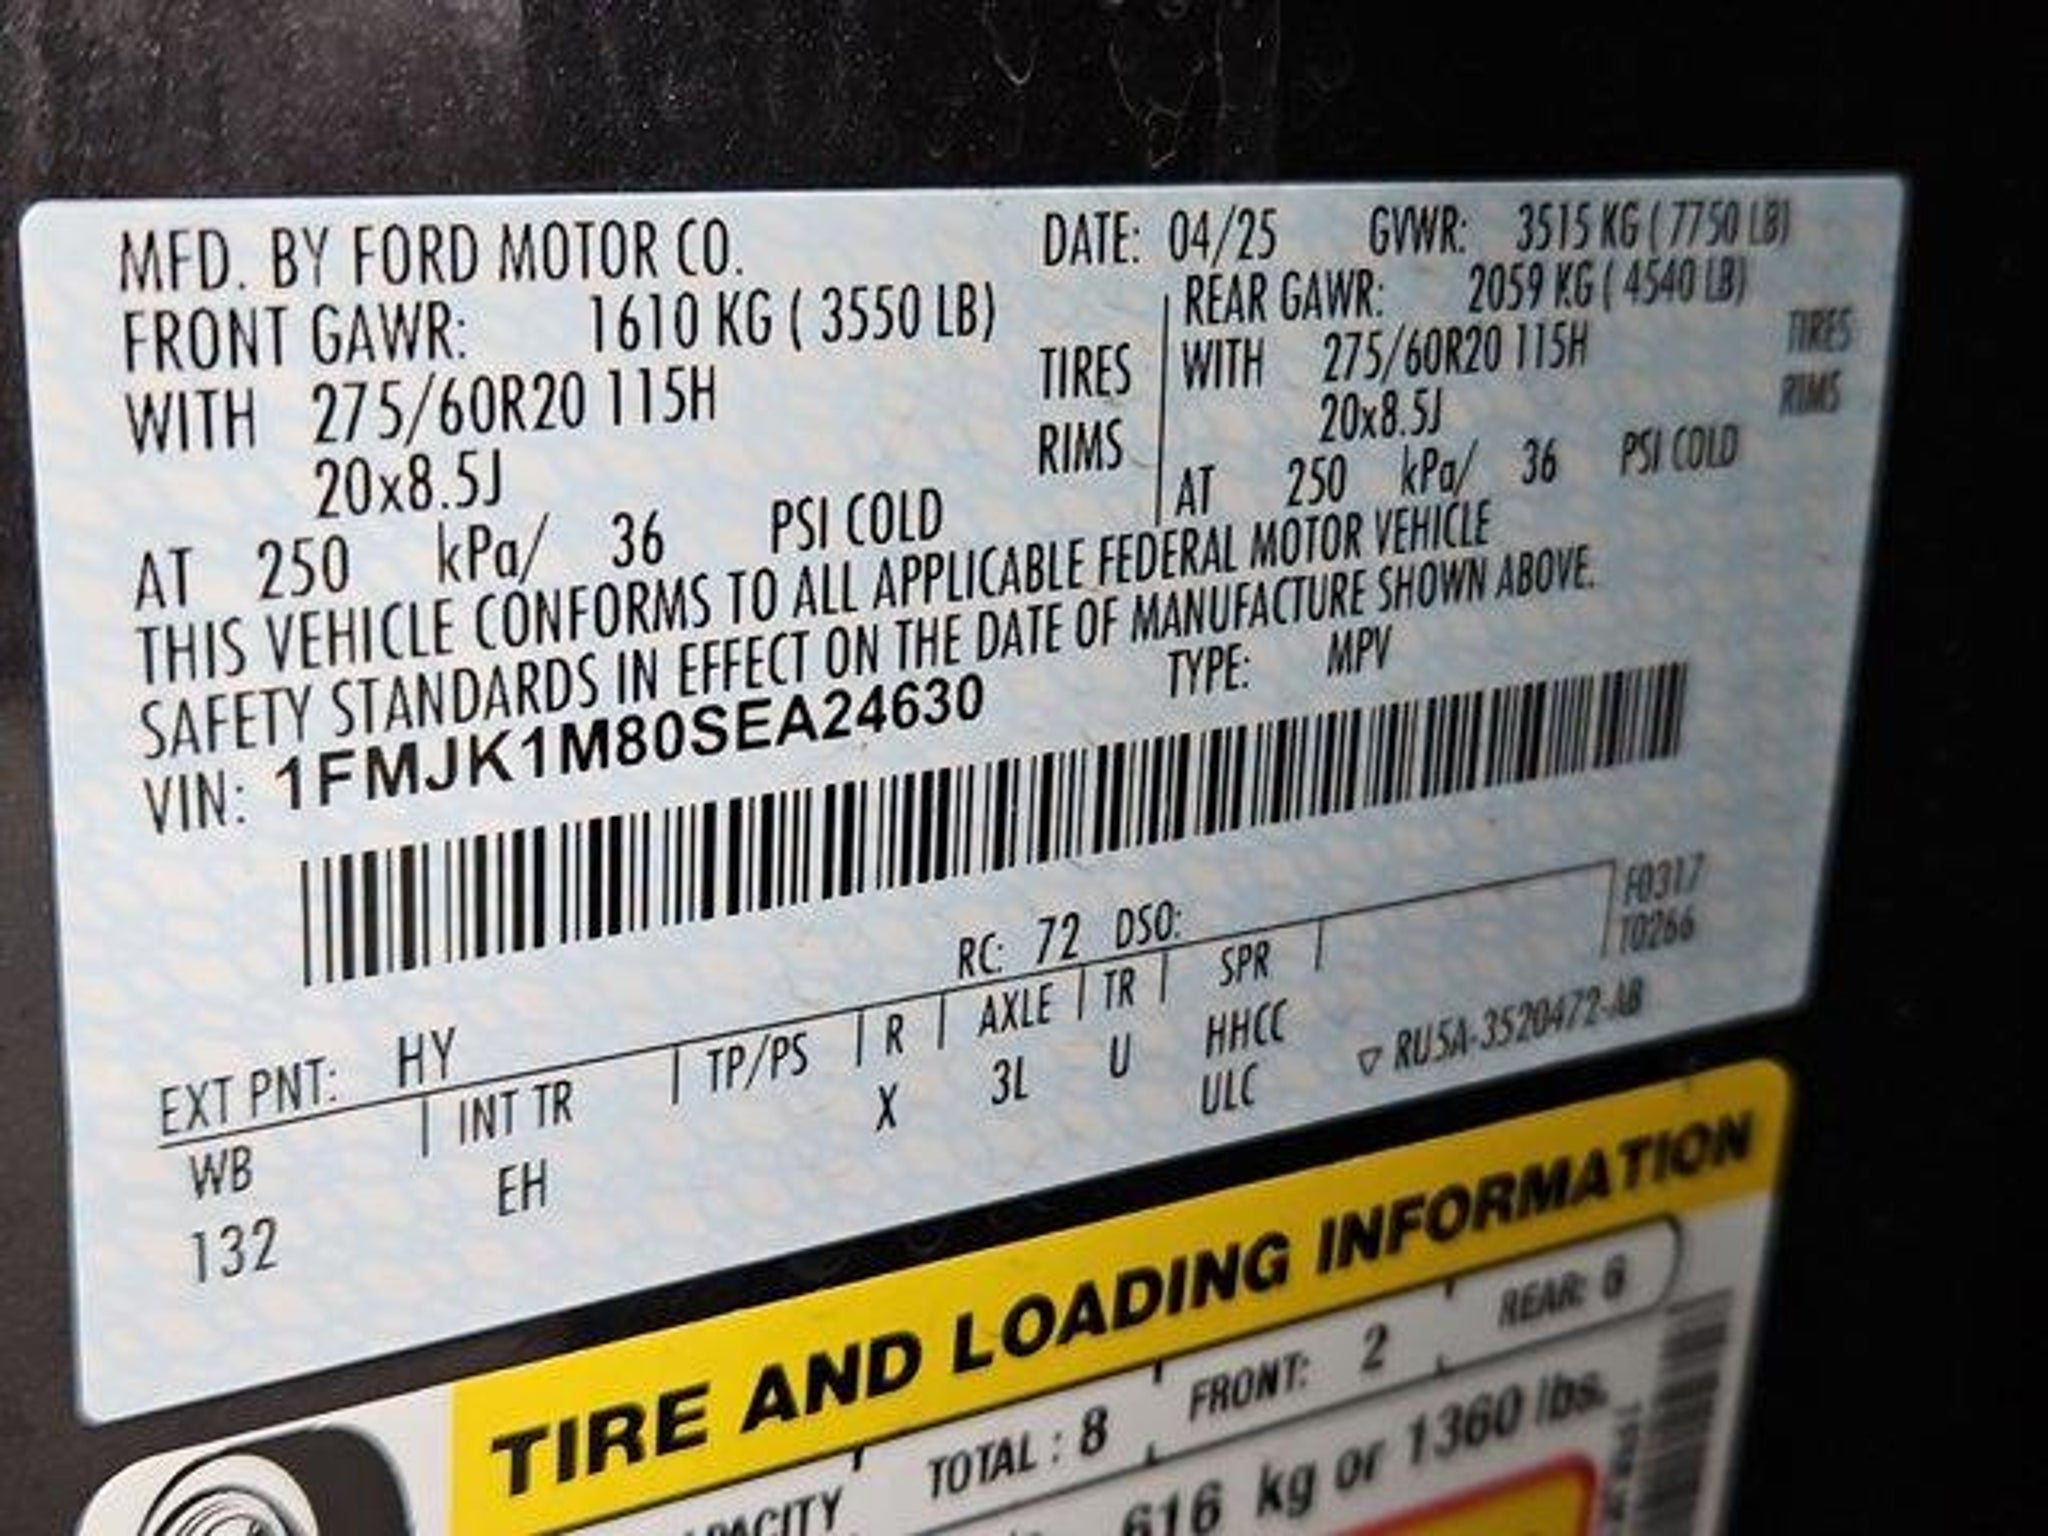 MFD. BY FORD MOTOR CO. DATE: 04/25 GVWR: 3515 KG ( 7750 LB)
FRONT GAWR: 1610 KG ( 3550 LB) REAR GAWR: 2059 KG ( 4540 LB)
WITH 275/60R20 115H TIRES WITH 275/60R20 115H TIRES
20x8.5J RIMS 20x8.5J RIMS
AT 250 kPa/ 36 PSI COLD AT 250 kPa/ 36 PSI COLD
THIS VEHICLE CONFORMS TO ALL APPLICABLE FEDERAL MOTOR VEHICLE
SAFETY STANDARDS IN EFFECT ON THE DATE OF MANUFACTURE SHOWN ABOVE.
VIN: 1FMJK1M80SEA24630 TYPE: MPV
F0317
EXT PNT: HY RC: 72 DSO: T0266
WB INT TR TP/PS R AXLE TR SPR
132 EH X 3L U HHCC
ULC ▽ RU5A-3520472-AB
TIRE AND LOADING INFORMATION
TOTAL : 8 FRONT: 2 REAR: 6
616 kg or 1360 lbs.